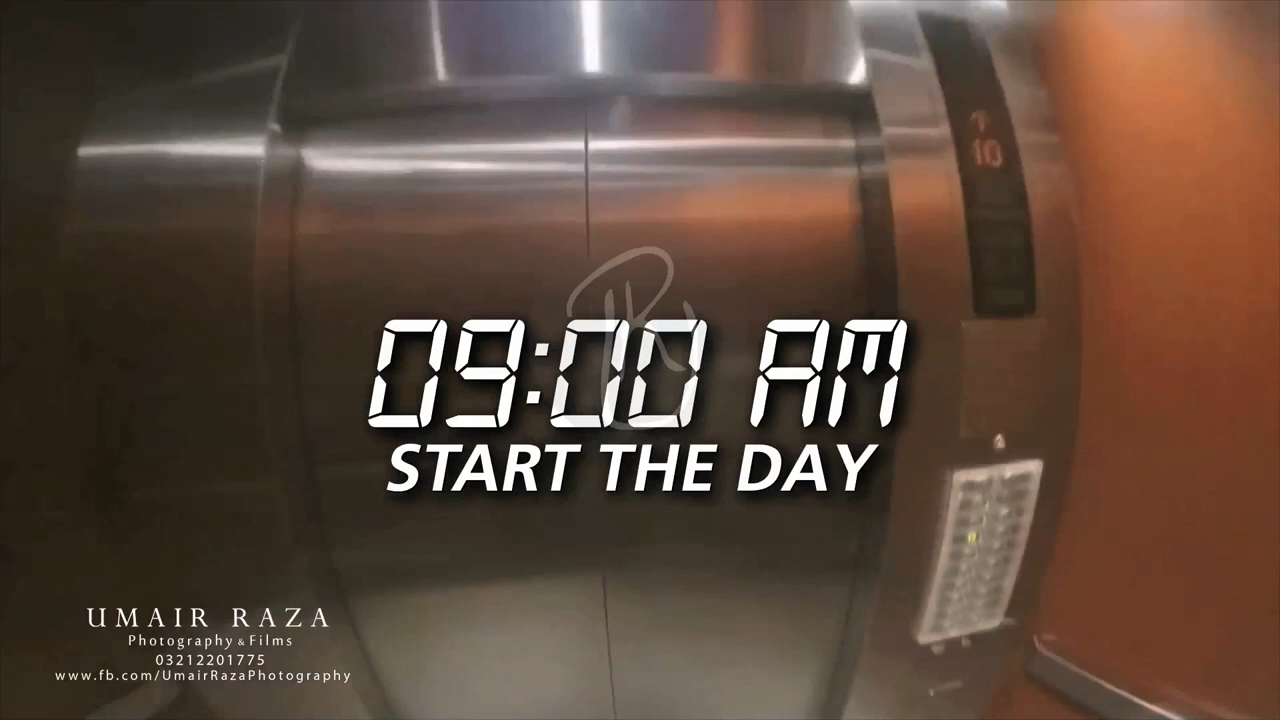 10
09:00 AM
START THE DAY
UMAIR RAZA
Photography & Films
03212201775
www.fb.com/UmairRazaPhotography